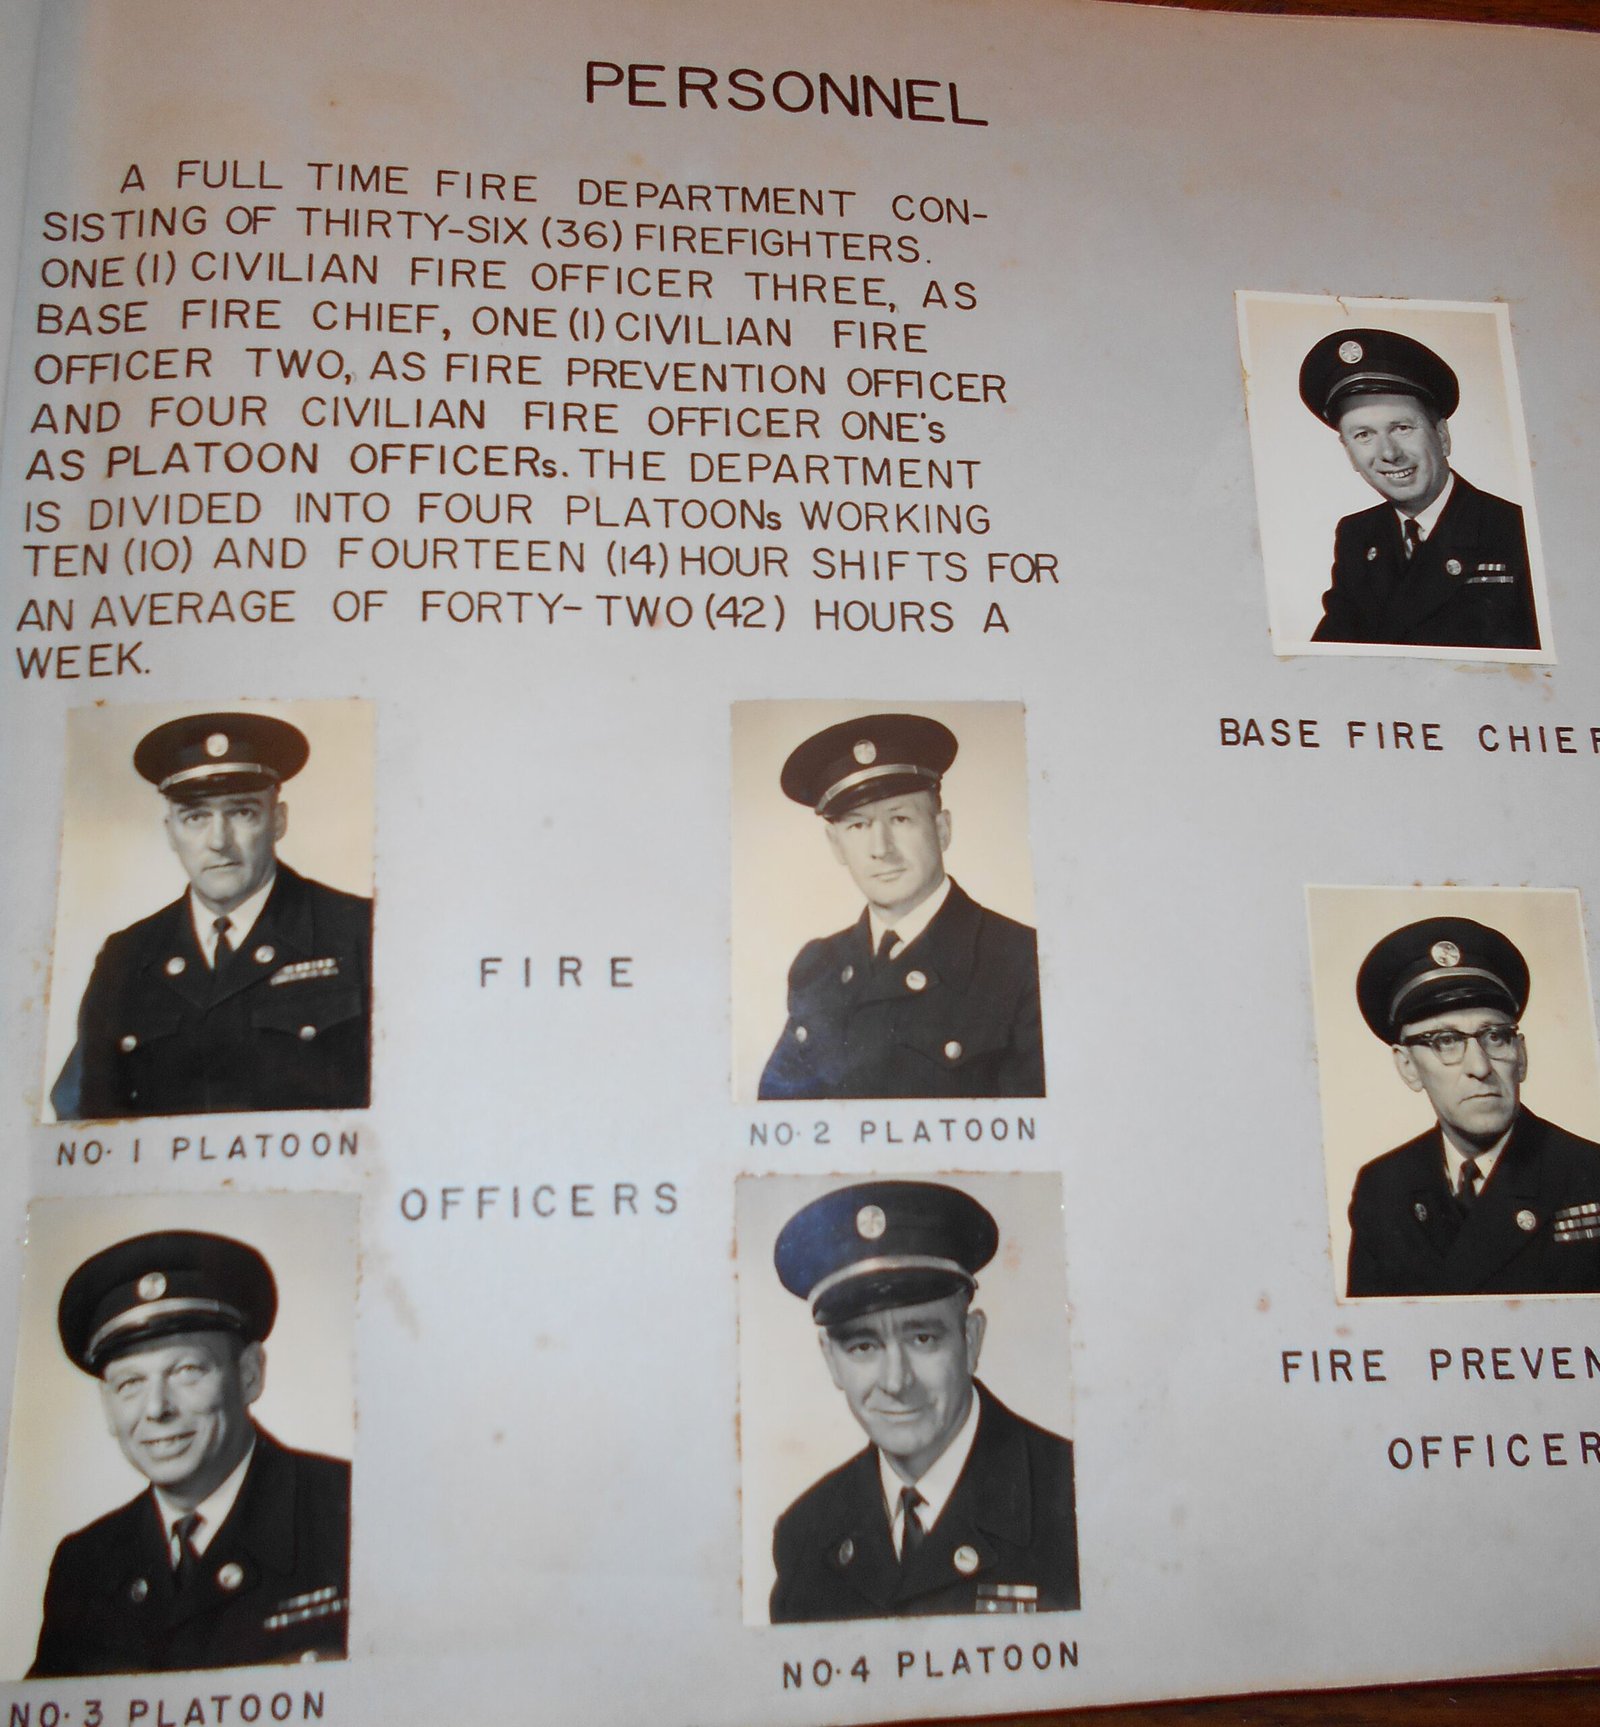 PERSONNEL
A FULL TIME FIRE DEPARTMENT CON-
SISTING OF THIRTY-SIX (36) FIREFIGHTERS.
ONE (1) CIVILIAN FIRE OFFICER THREE, AS
BASE FIRE CHIEF, ONE (1) CIVILIAN FIRE
OFFICER TWO, AS FIRE PREVENTION OFFICER
AND FOUR CIVILIAN FIRE OFFICER ONE's
AS PLATOON OFFICERs. THE DEPARTMENT
IS DIVIDED INTO FOUR PLATOONs WORKING
TEN (10) AND FOURTEEN (14) HOUR SHIFTS FOR
AN AVERAGE OF FORTY-TWO (42) HOURS A
WEEK.
BASE FIRE CHIEF
FIRE
NO. 1 PLATOON
NO. 2 PLATOON
OFFICERS
FIRE PREVEN
OFFICER
NO. 3 PLATOON
NO. 4 PLATOON